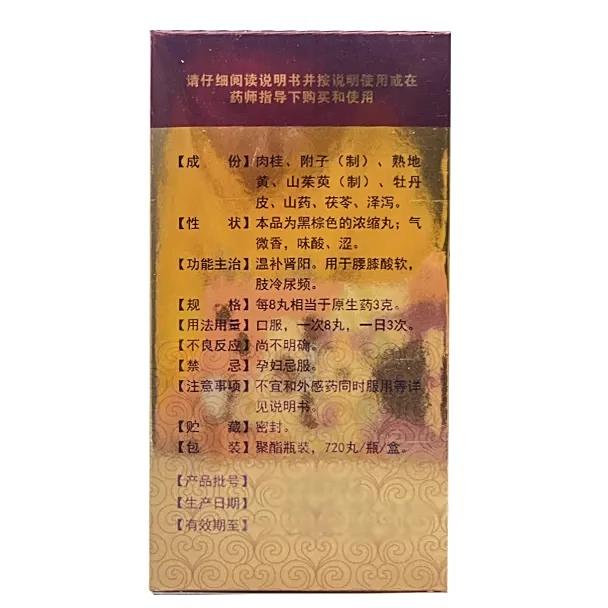 请仔细阅读说明书并按说明使用或在
药师指导下购买和使用
【成 份】肉桂、附子（制）、熟地
黄、山茱萸（制）、牡丹
皮、山药、茯苓、泽泻。
【性 状】本品为黑棕色的浓缩丸；气
微香，味酸、涩。
【功能主治】温补肾阳。用于腰膝酸软，
肢冷尿频。
【规 格】每8丸相当于原生药3克。
【用法用量】口服，一次8丸，一日3次。
【不良反应】尚不明确。
【禁 忌】孕妇忌服。
【注意事项】不宜和外感药同时服用等详
见说明书。
【贮 藏】密封。
【包 装】聚酯瓶装，720丸/瓶/盒。
【产品批号】
【生产日期】
【有效期至】